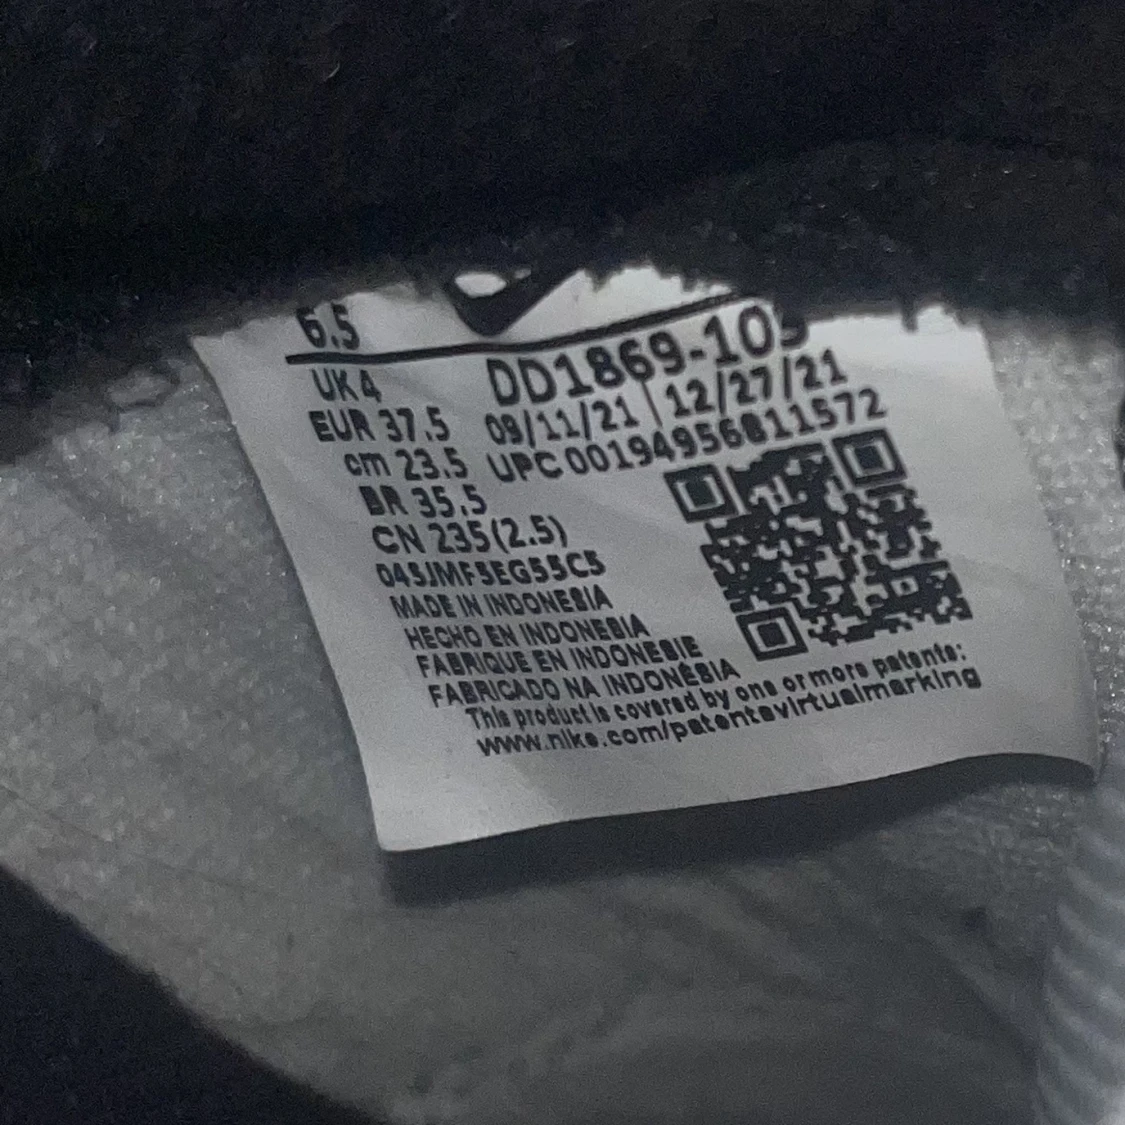 6.5
UK 4
EUR 37.5
cm 23.5
BR 35.5
CN 235(2.5)
DD1869-103
09/11/21 | 12/27/21
UPC 00194956811572
045JMF5EG55C5
MADE IN INDONESIA
HECHO EN INDONESIA
FABRIQUE EN INDONESIE
FABRICADO NA INDONÉSIA
This product is covered by one or more patents:
www.nike.com/patentsvirtualmarking